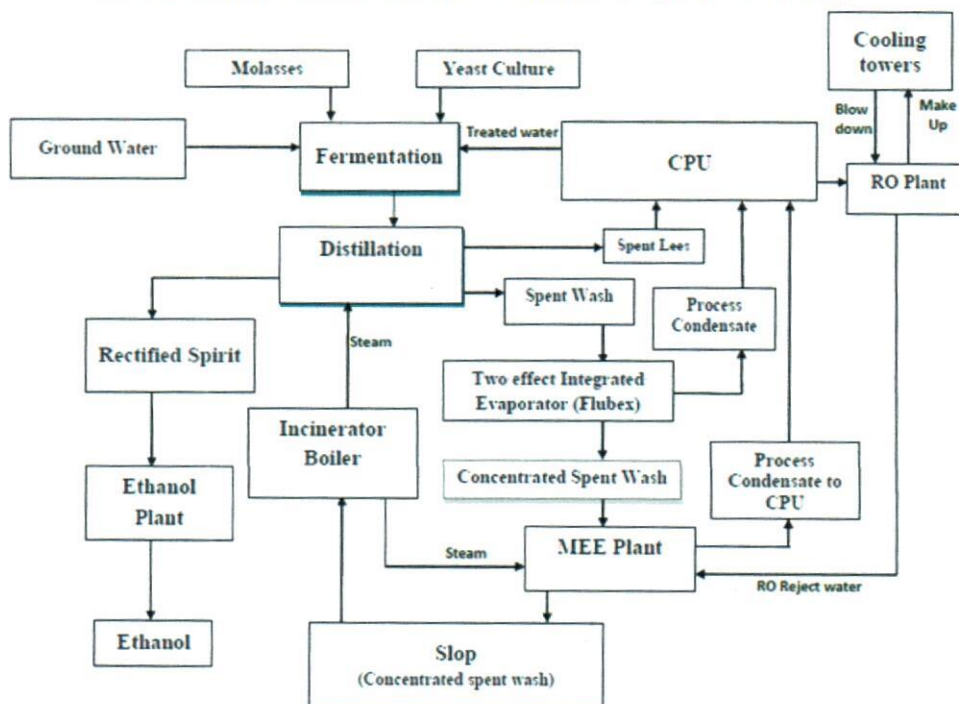 Cooling
towers
Molasses
Yeast Culture
Blow
down
Make
Up
Ground Water
Treated water
Fermentation
CPU
RO Plant
Distillation
Spent Lees
Spent Wash
Process
Condensate
Steam
Rectified Spirit
Two effect Integrated
Evaporator (Flubex)
Incinerator
Boiler
Concentrated Spent Wash
Process
Condensate to
CPU
Ethanol
Plant
MEE Plant
Steam
RO Reject water
Ethanol
Slop
(Concentrated spent wash)